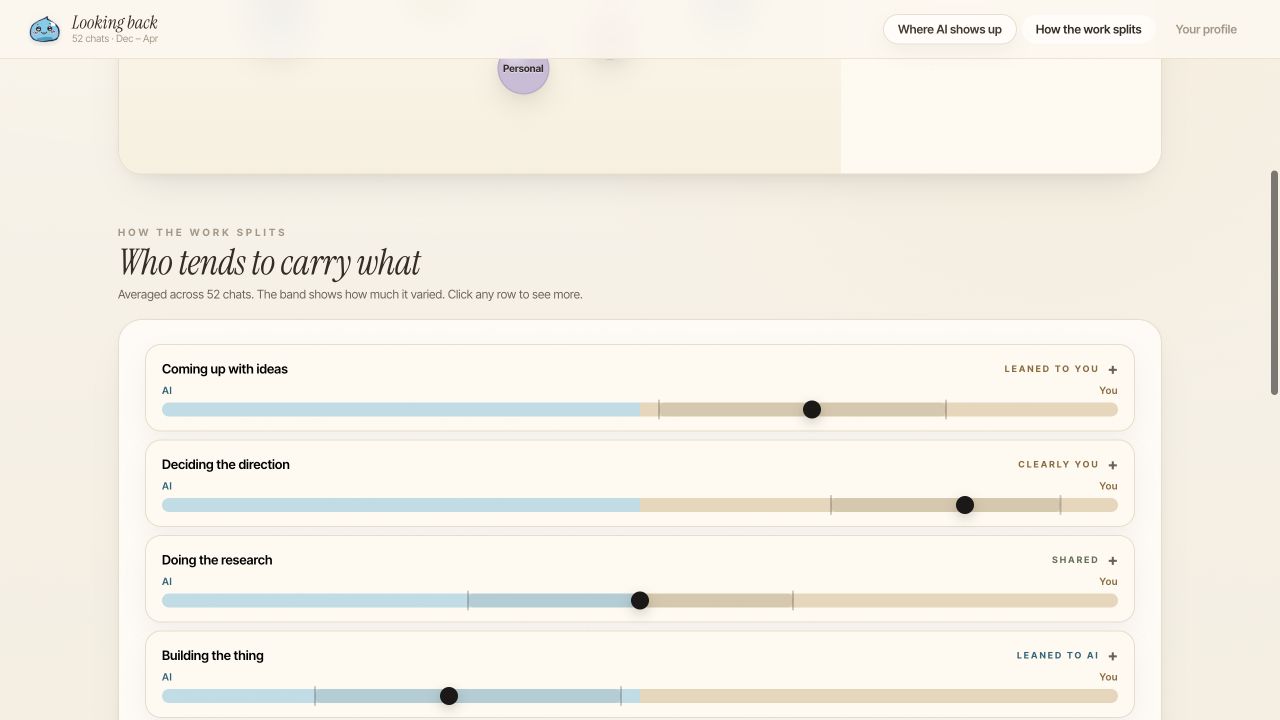 Looking back
52 chats · Dec – Apr
Where AI shows up
How the work splits
Your profile
Personal
HOW THE WORK SPLITS
Who tends to carry what
Averaged across 52 chats. The band shows how much it varied. Click any row to see more.
Coming up with ideas
LEANED TO YOU +
AI
You
Deciding the direction
CLEARLY YOU +
AI
You
Doing the research
SHARED +
AI
You
Building the thing
LEANED TO AI +
AI
You